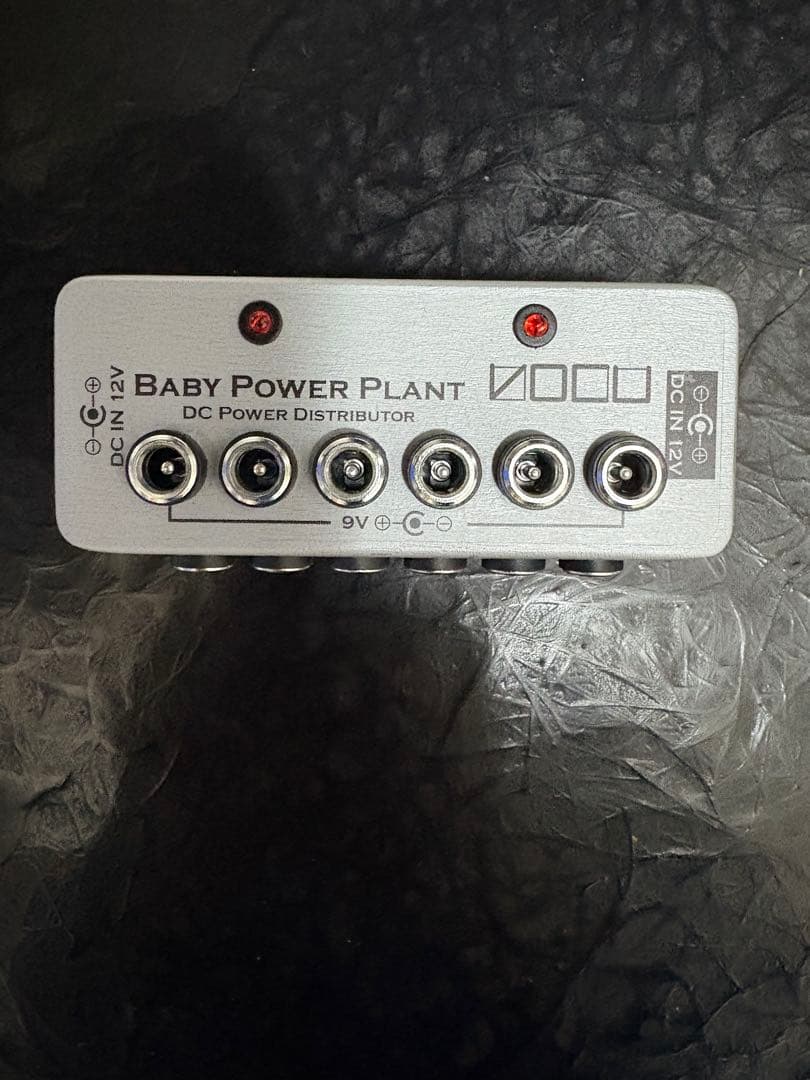 BABY POWER PLANT
DC POWER DISTRIBUTOR
DC IN 12V
DC IN 12V
9V